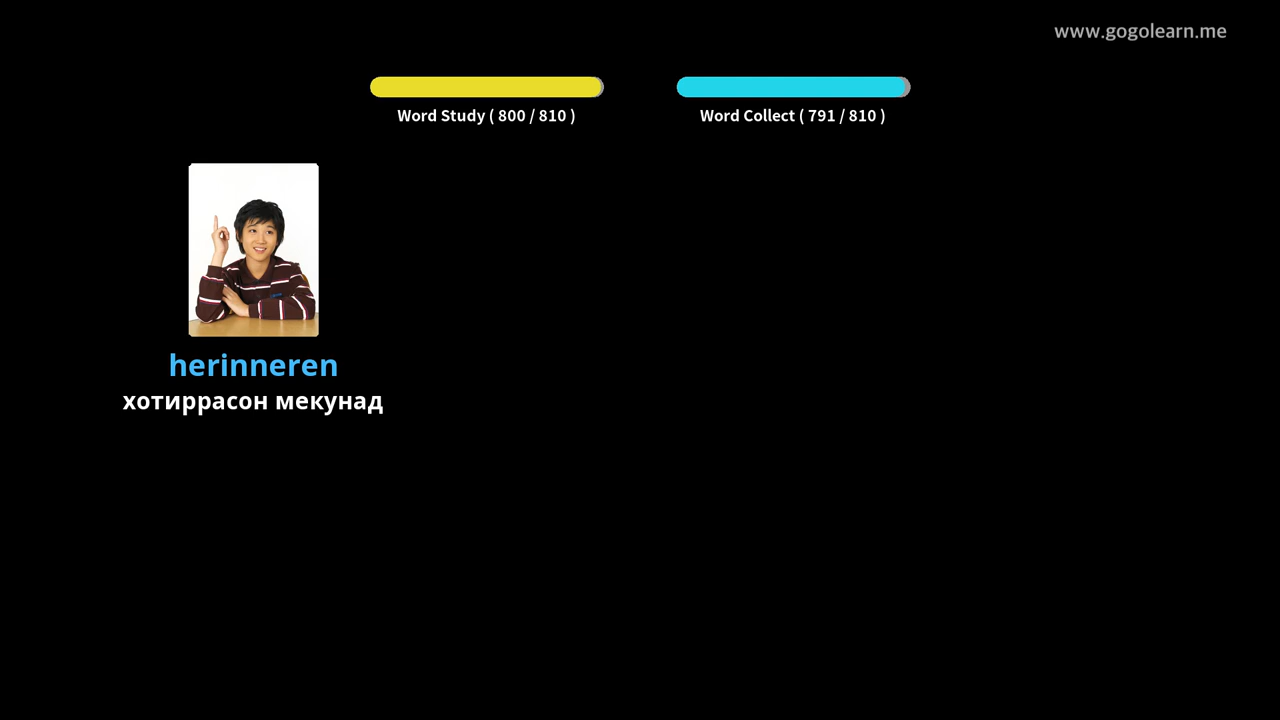 www.gogolearn.me
Word Study ( 800 / 810 )
Word Collect ( 791 / 810 )
herinneren
хотиррасон мекунад